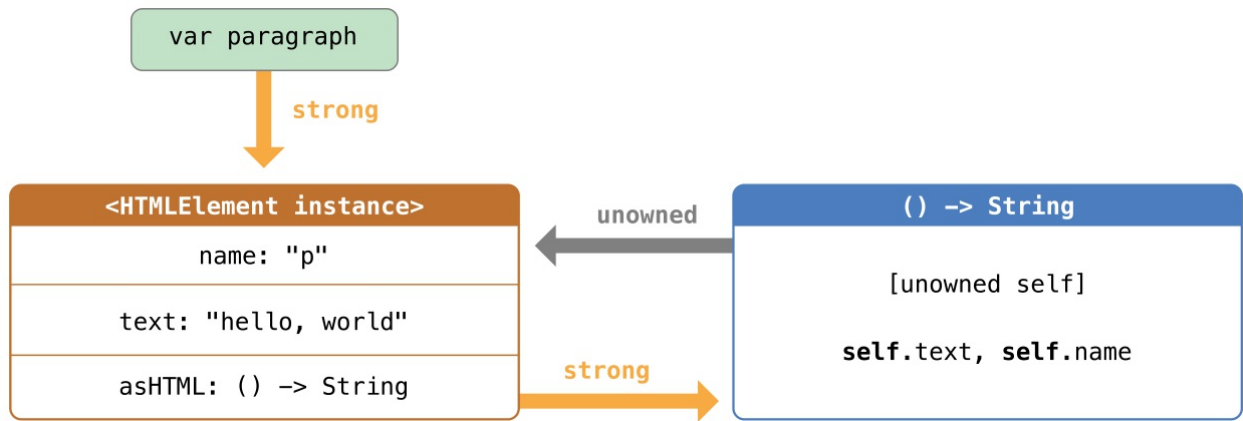 var paragraph
strong
<HTMLElement instance>
name: "p"
text: "hello, world"
asHTML: () -> String
unowned
strong
() -> String
[unowned self]
self.text, self.name